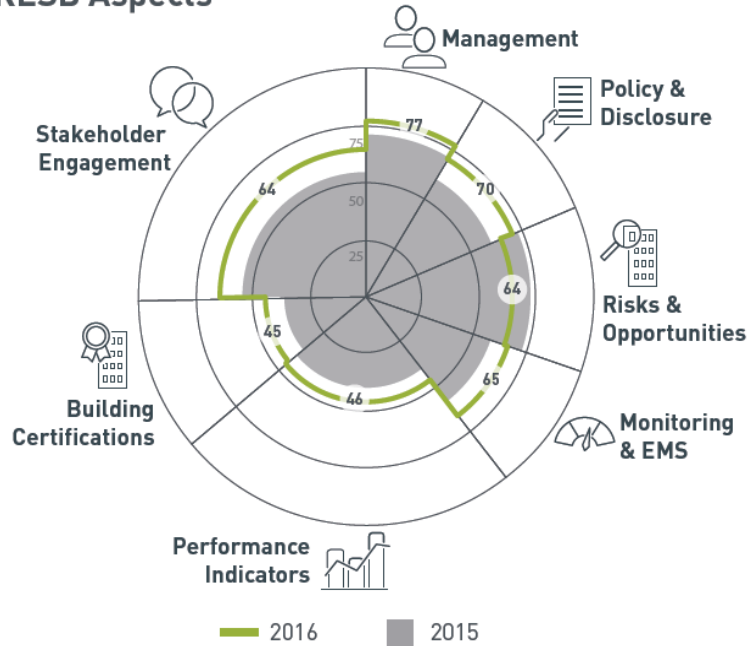 Aspects
Management
Policy &
Disclosure
Stakeholder
Engagement
77
75
70
64
50
25
64
Risks &
Opportunities
45
65
46
Building
Certifications
Monitoring
& EMS
Performance
Indicators
2016
2015